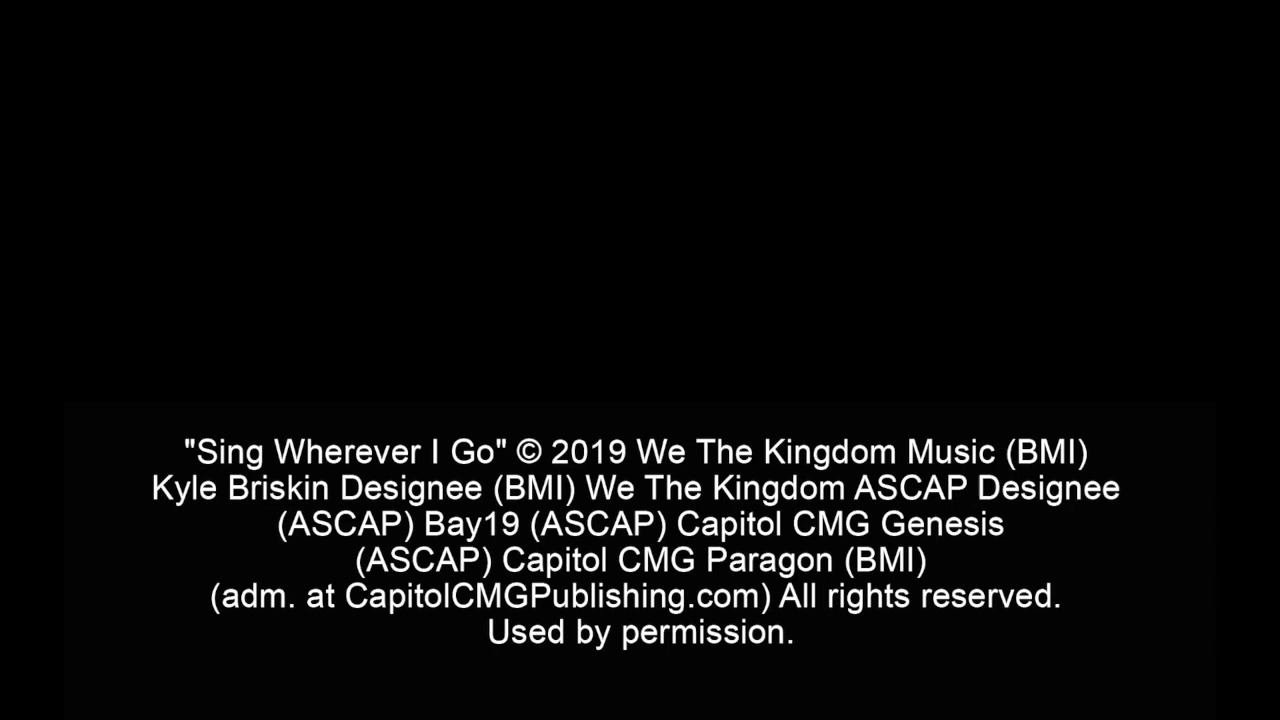 "Sing Wherever I Go" © 2019 We The Kingdom Music (BMI)
Kyle Briskin Designee (BMI) We The Kingdom ASCAP Designee
(ASCAP) Bay19 (ASCAP) Capitol CMG Genesis
(ASCAP) Capitol CMG Paragon (BMI)
(adm. at CapitolCMGPublishing.com) All rights reserved.
Used by permission.